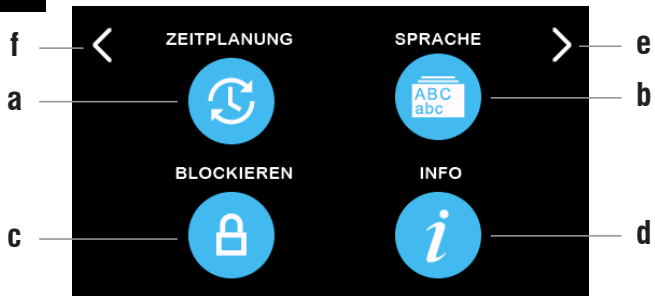 f ZEITPLANUNG SPRACHE e
a ABC b
abc
BLOCKIEREN INFO
c i d